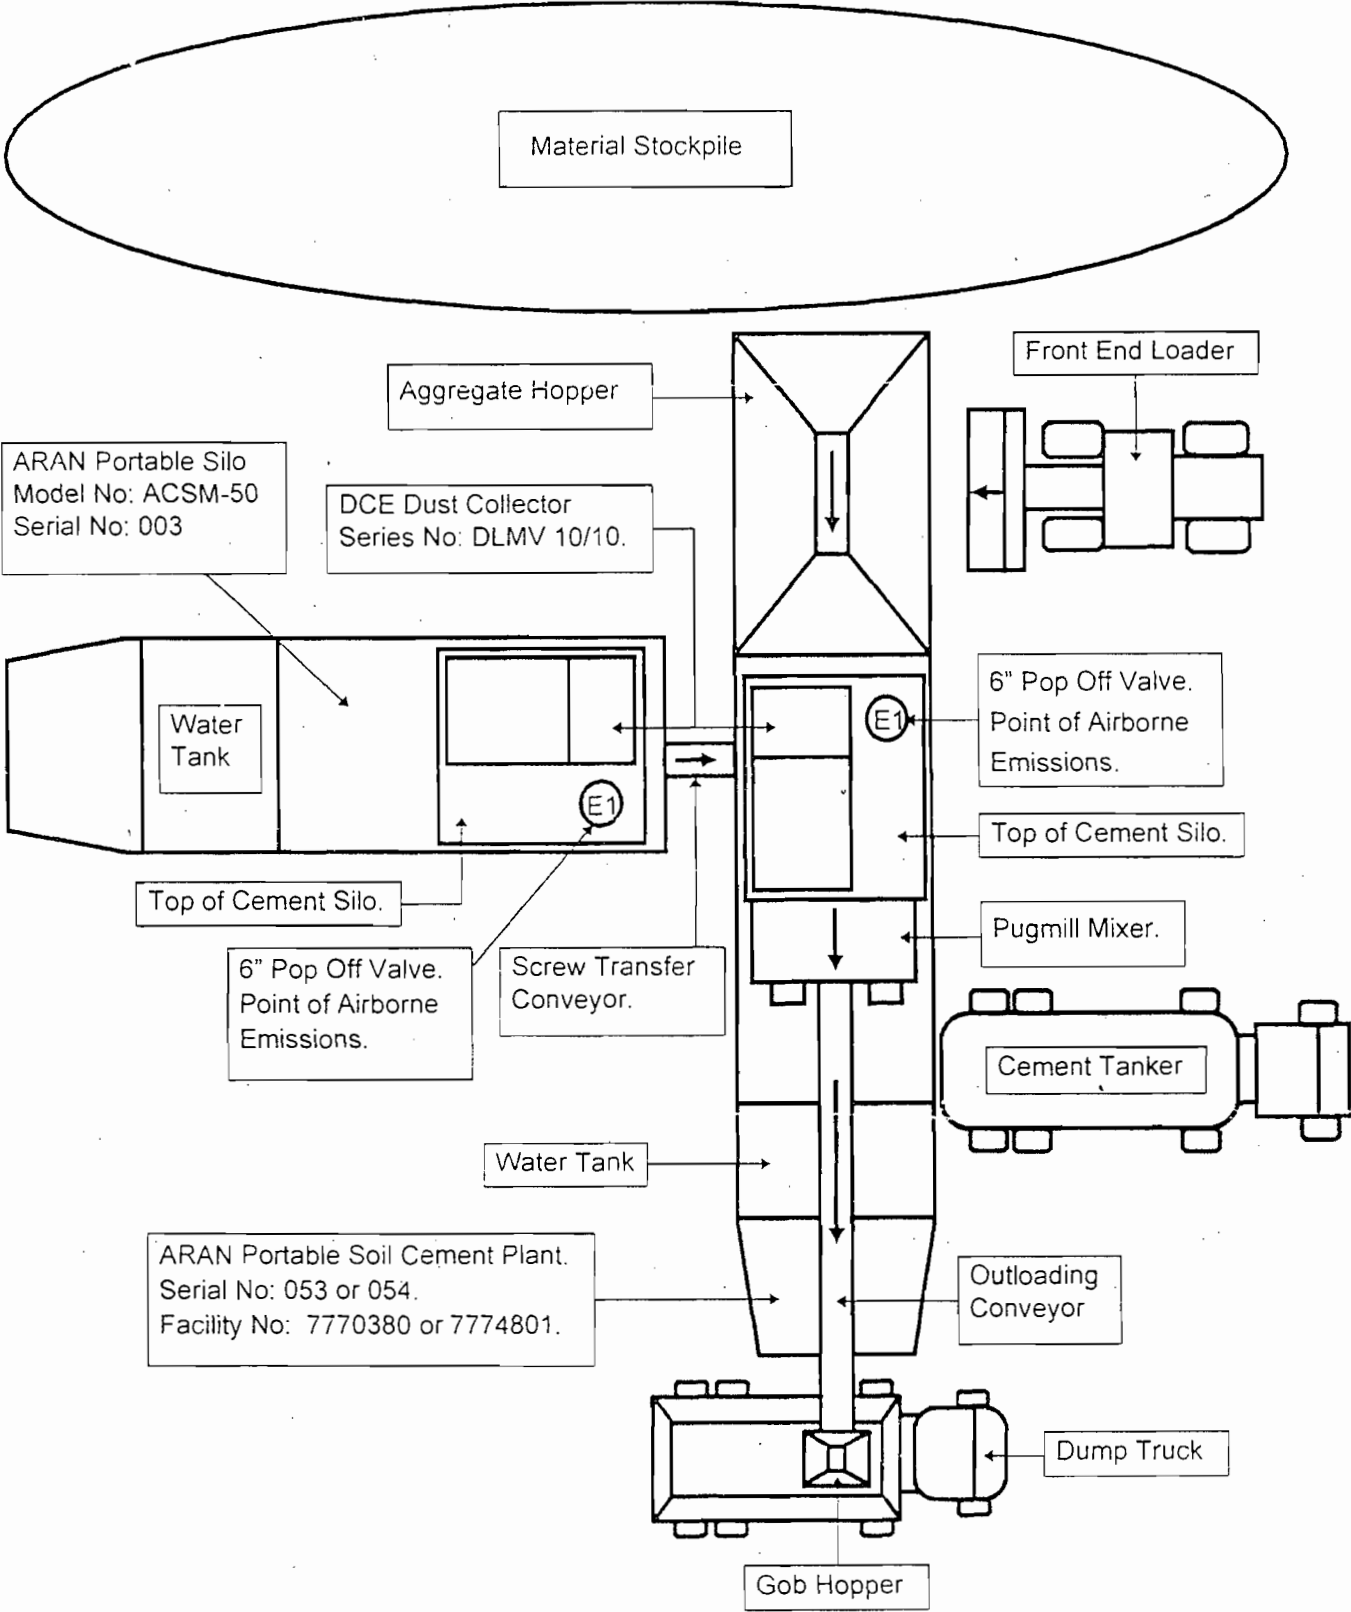 Material Stockpile
Front End Loader
Aggregate Hopper
ARAN Portable Silo
Model No: ACSM-50
Serial No: 003
DCE Dust Collector
Series No: DLMV 10/10.
6" Pop Off Valve.
Point of Airborne
Emissions.
E1
Water
Tank
E1
Top of Cement Silo.
Top of Cement Silo.
Pugmill Mixer.
6" Pop Off Valve.
Point of Airborne
Emissions.
Screw Transfer
Conveyor.
Cement Tanker
Water Tank
ARAN Portable Soil Cement Plant.
Serial No: 053 or 054.
Facility No: 7770380 or 7774801.
Outloading
Conveyor
Dump Truck
Gob Hopper